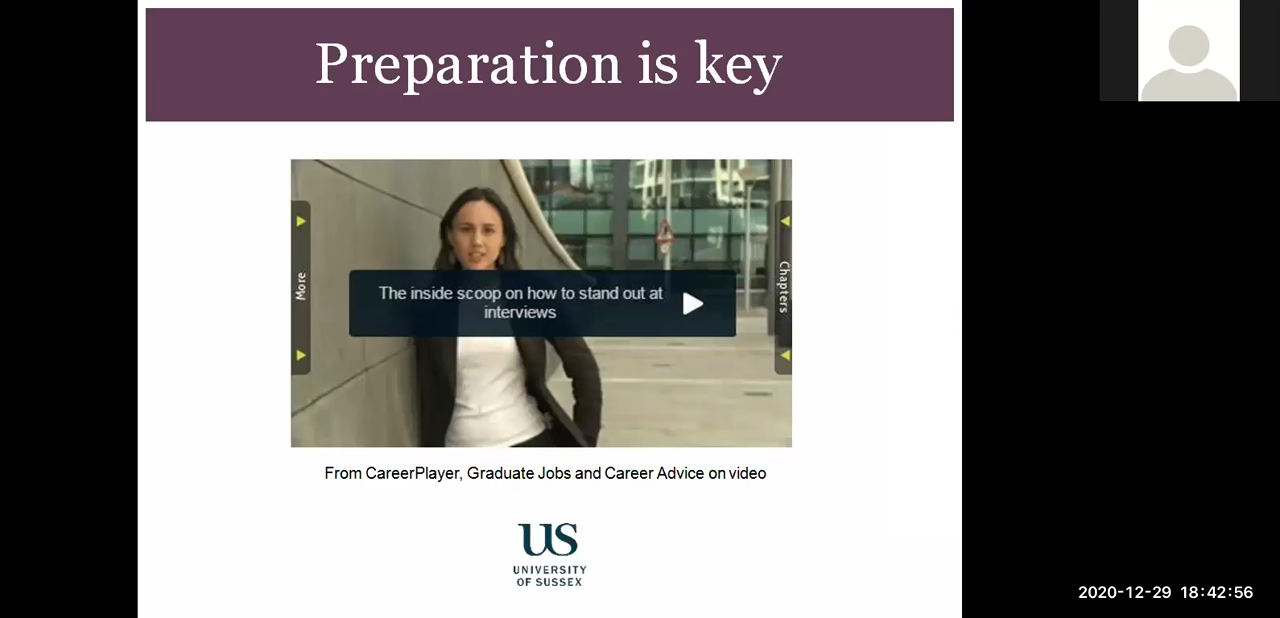 Preparation is key
More
Chapters
The inside scoop on how to stand out at
interviews
From CareerPlayer, Graduate Jobs and Career Advice on video
US
UNIVERSITY
OF SUSSEX
2020-12-29 18:42:56